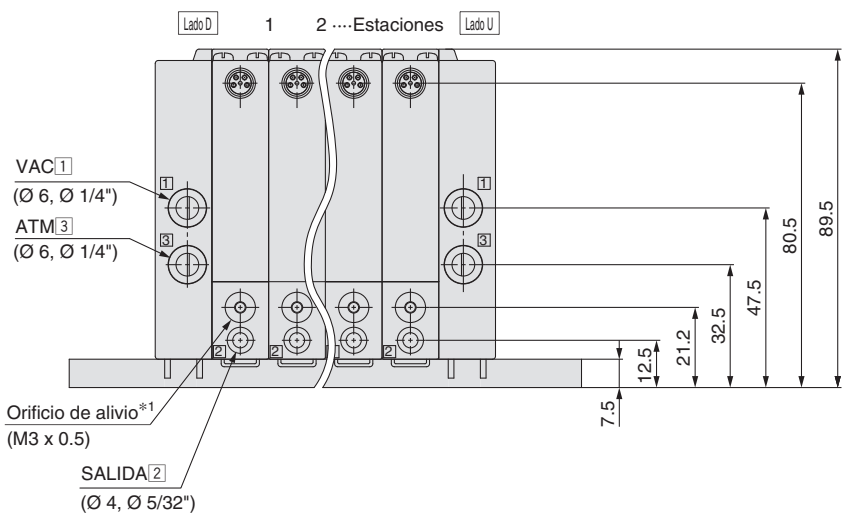 Lado D 1 2 ····Estaciones Lado U
VAC1
(Ø 6, Ø 1/4")
ATM3
(Ø 6, Ø 1/4")
1
3
1
3
2
2
2
Orificio de alivio*1
(M3 x 0.5)
SALIDA2
(Ø 4, Ø 5/32")
7.5
12.5
21.2
32.5
47.5
80.5
89.5